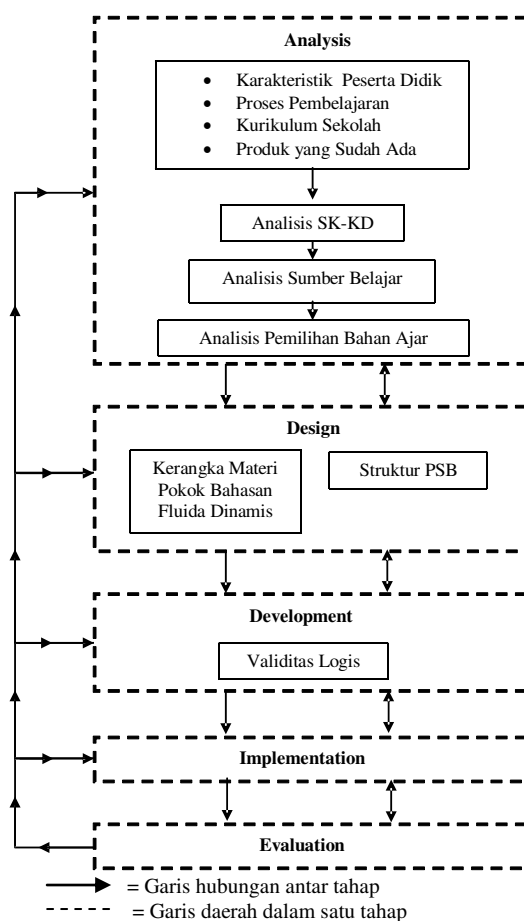 Analysis
• Karakteristik Peserta Didik
• Proses Pembelajaran
• Kurikulum Sekolah
• Produk yang Sudah Ada
Analisis SK-KD
Analisis Sumber Belajar
Analisis Pemilihan Bahan Ajar
Design
Kerangka Materi
Pokok Bahasan
Fluida Dinamis
Struktur PSB
Development
Validitas Logis
Implementation
Evaluation
= Garis hubungan antar tahap
= Garis daerah dalam satu tahap